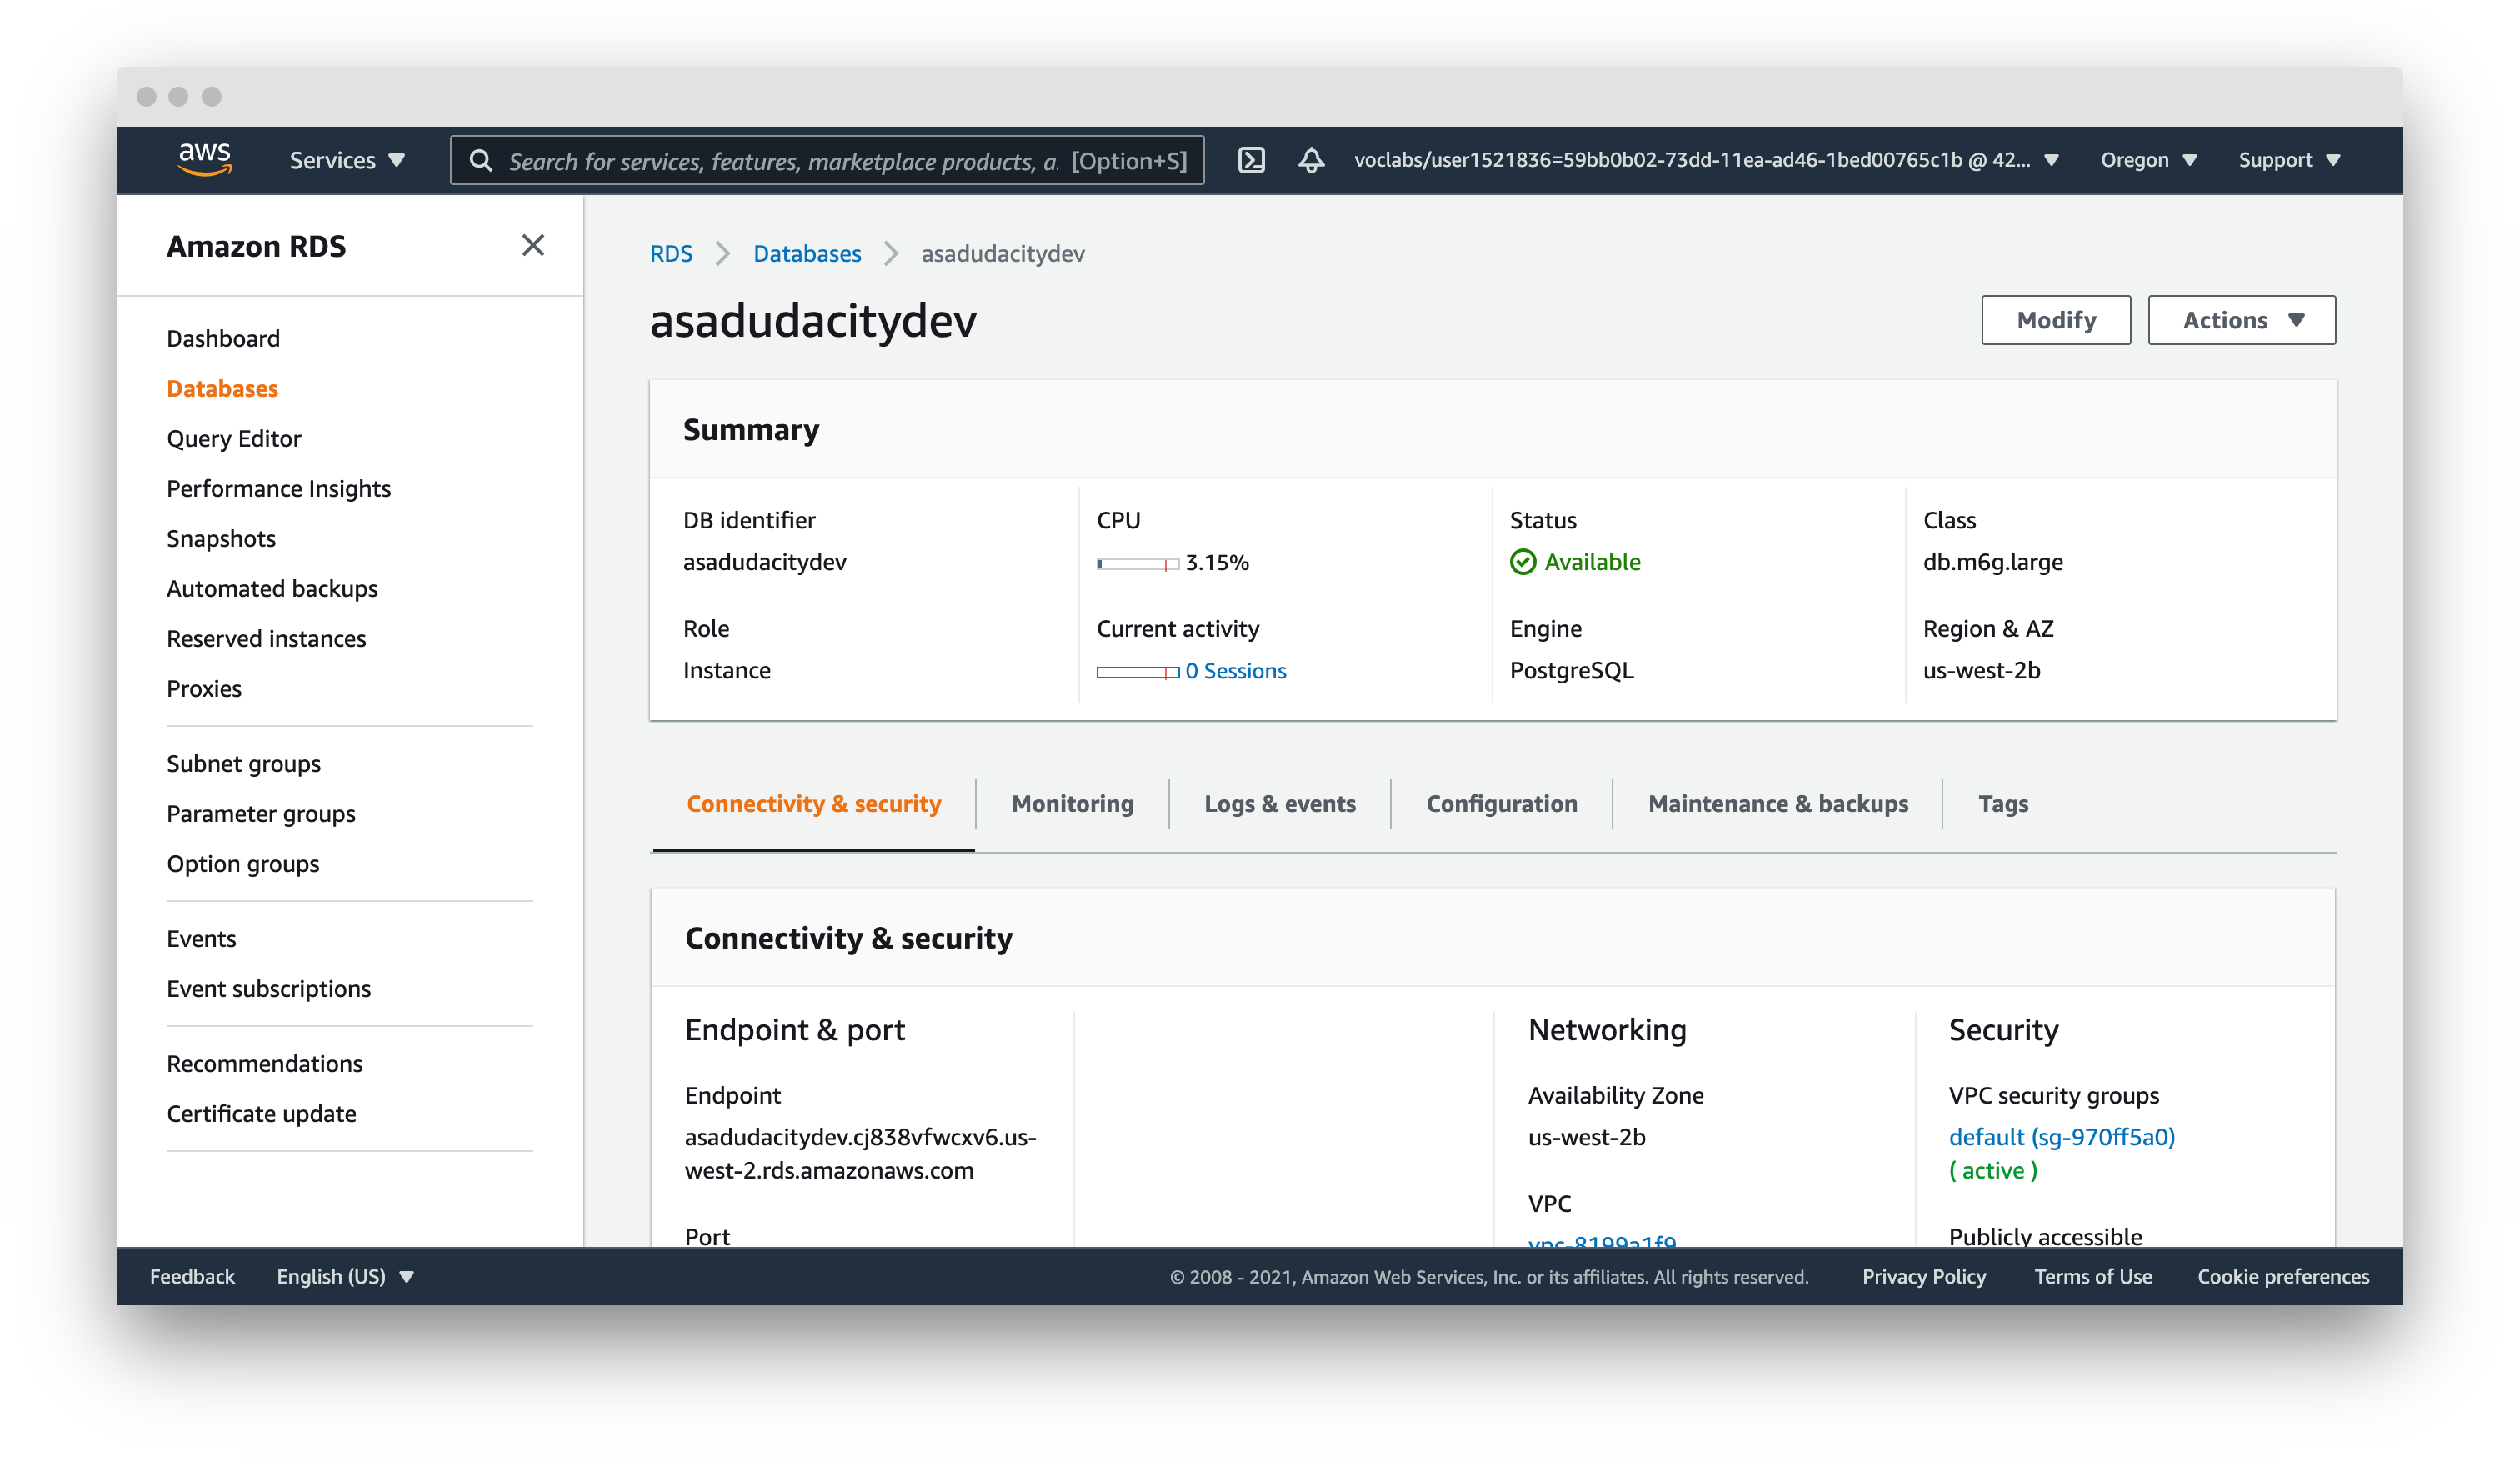 aws
Services
Search for services, features, marketplace products, a [Option+S]
voclabs/user1521836=59bb0b02-73dd-11ea-ad46-1bed00765c1b @ 42...
Oregon
Support
Amazon RDS
Dashboard
Databases
Query Editor
Performance Insights
Snapshots
Automated backups
Reserved instances
Proxies
Subnet groups
Parameter groups
Option groups
Events
Event subscriptions
Recommendations
Certificate update
RDS
Databases
asadudacitydev
asadudacitydev
Modify
Actions
Summary
DB identifier
asadudacitydev
CPU
3.15%
Status
Available
Class
db.m6g.large
Role
Instance
Current activity
0 Sessions
Engine
PostgreSQL
Region & AZ
us-west-2b
Connectivity & security
Monitoring
Logs & events
Configuration
Maintenance & backups
Tags
Connectivity & security
Endpoint & port
Endpoint
asadudacitydev.cj838vfwcxv6.us-
west-2.rds.amazonaws.com
Port
Networking
Availability Zone
us-west-2b
VPC
vpc-8199a1f9
Security
VPC security groups
default (sg-970ff5a0)
( active )
Publicly accessible
Feedback
English (US)
© 2008 - 2021, Amazon Web Services, Inc. or its affiliates. All rights reserved.
Privacy Policy
Terms of Use
Cookie preferences